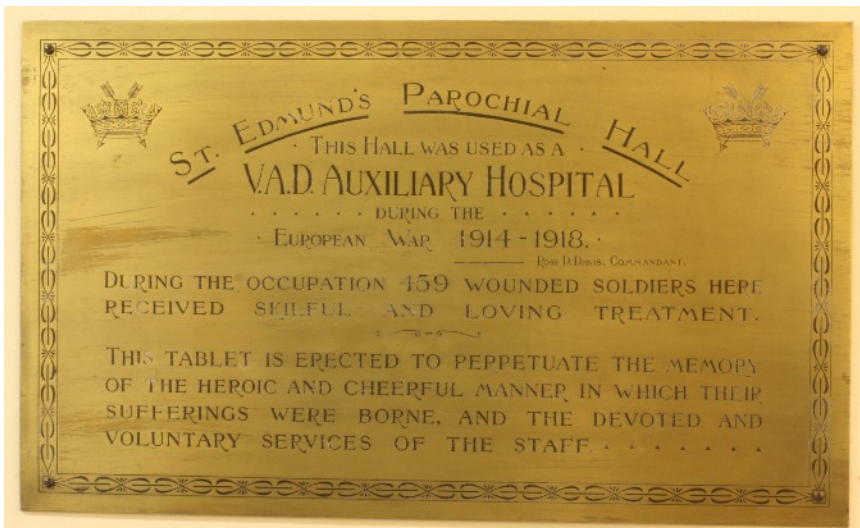 ST. EDMUND'S PAROCHIAL HALL
· THIS HALL WAS USED AS A ·
V.A.D. AUXILIARY HOSPITAL
· · · · · · DURING THE · · · · · ·
· EUROPEAN WAR 1914 - 1918. ·
ROSE D. DAVIS, COMMANDANT.
DURING THE OCCUPATION 459 WOUNDED SOLDIERS HERE
RECEIVED SKILFUL AND LOVING TREATMENT.
THIS TABLET IS ERECTED TO PERPETUATE THE MEMORY
OF THE HEROIC AND CHEERFUL MANNER IN WHICH THEIR
SUFFERINGS WERE BORNE, AND THE DEVOTED AND
VOLUNTARY SERVICES OF THE STAFF. · · · · · ·